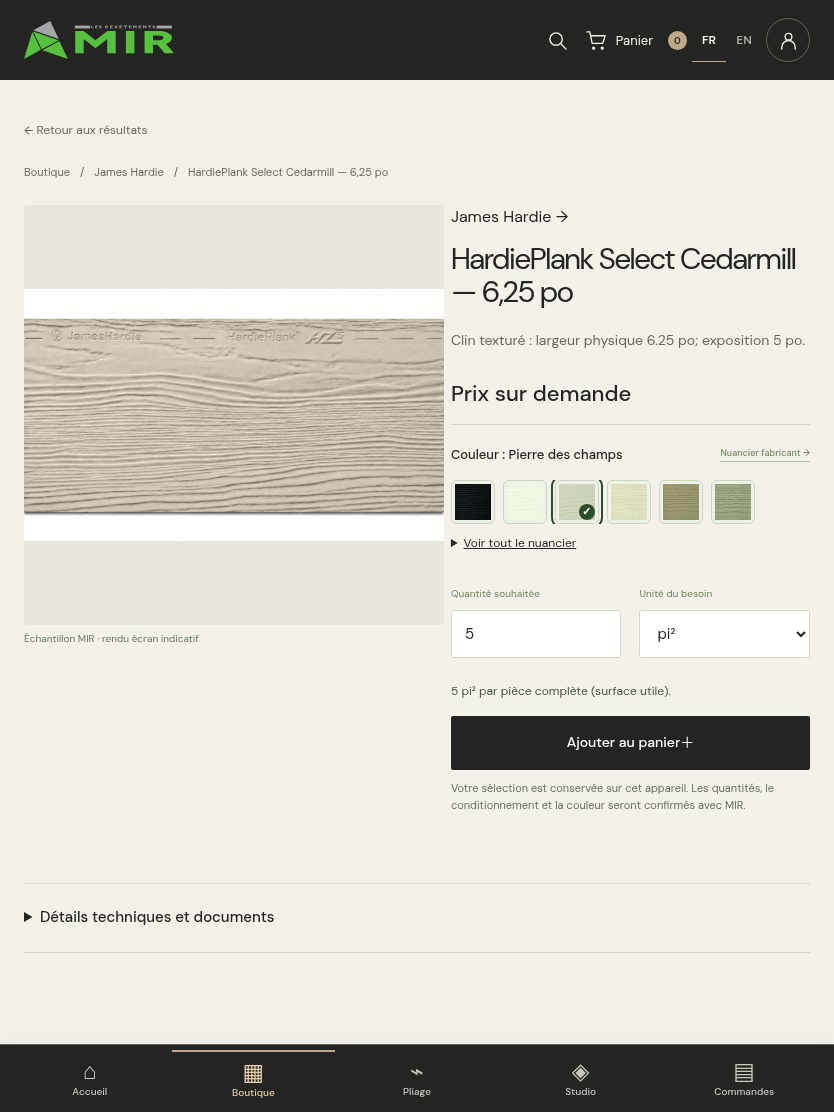 LES REVÊTEMENTS
MIR
Panier
0
FR
EN
← Retour aux résultats
Boutique / James Hardie / HardiePlank Select Cedarmill — 6,25 po
JamesHardie
HardiePlank
HZ5
Échantillon MIR · rendu écran indicatif
James Hardie →
HardiePlank Select Cedarmill
— 6,25 po
Clin texturé : largeur physique 6.25 po; exposition 5 po.
Prix sur demande
Couleur : Pierre des champs
Nuancier fabricant →
Voir tout le nuancier
Quantité souhaitée
Unité du besoin
5
pi²
5 pi² par pièce complète (surface utile).
Ajouter au panier+
Votre sélection est conservée sur cet appareil. Les quantités, le
conditionnement et la couleur seront confirmés avec MIR.
Détails techniques et documents
Accueil
Boutique
Pliage
Studio
Commandes